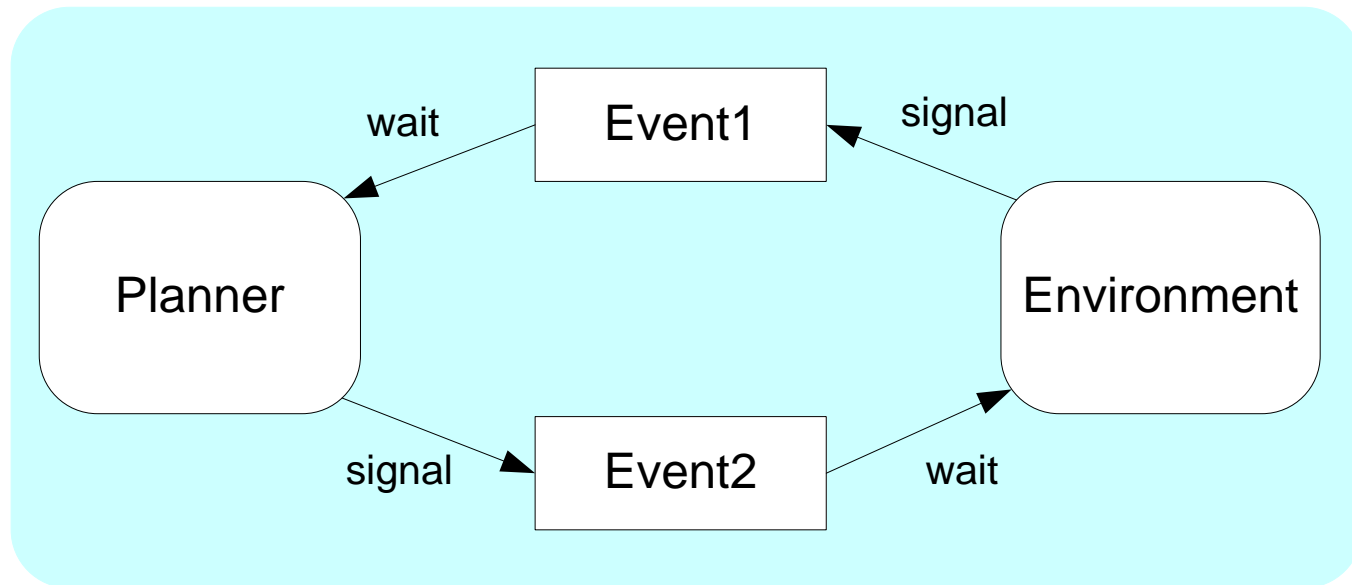 wait
Event1
signal
Planner
Environment
signal
Event2
wait